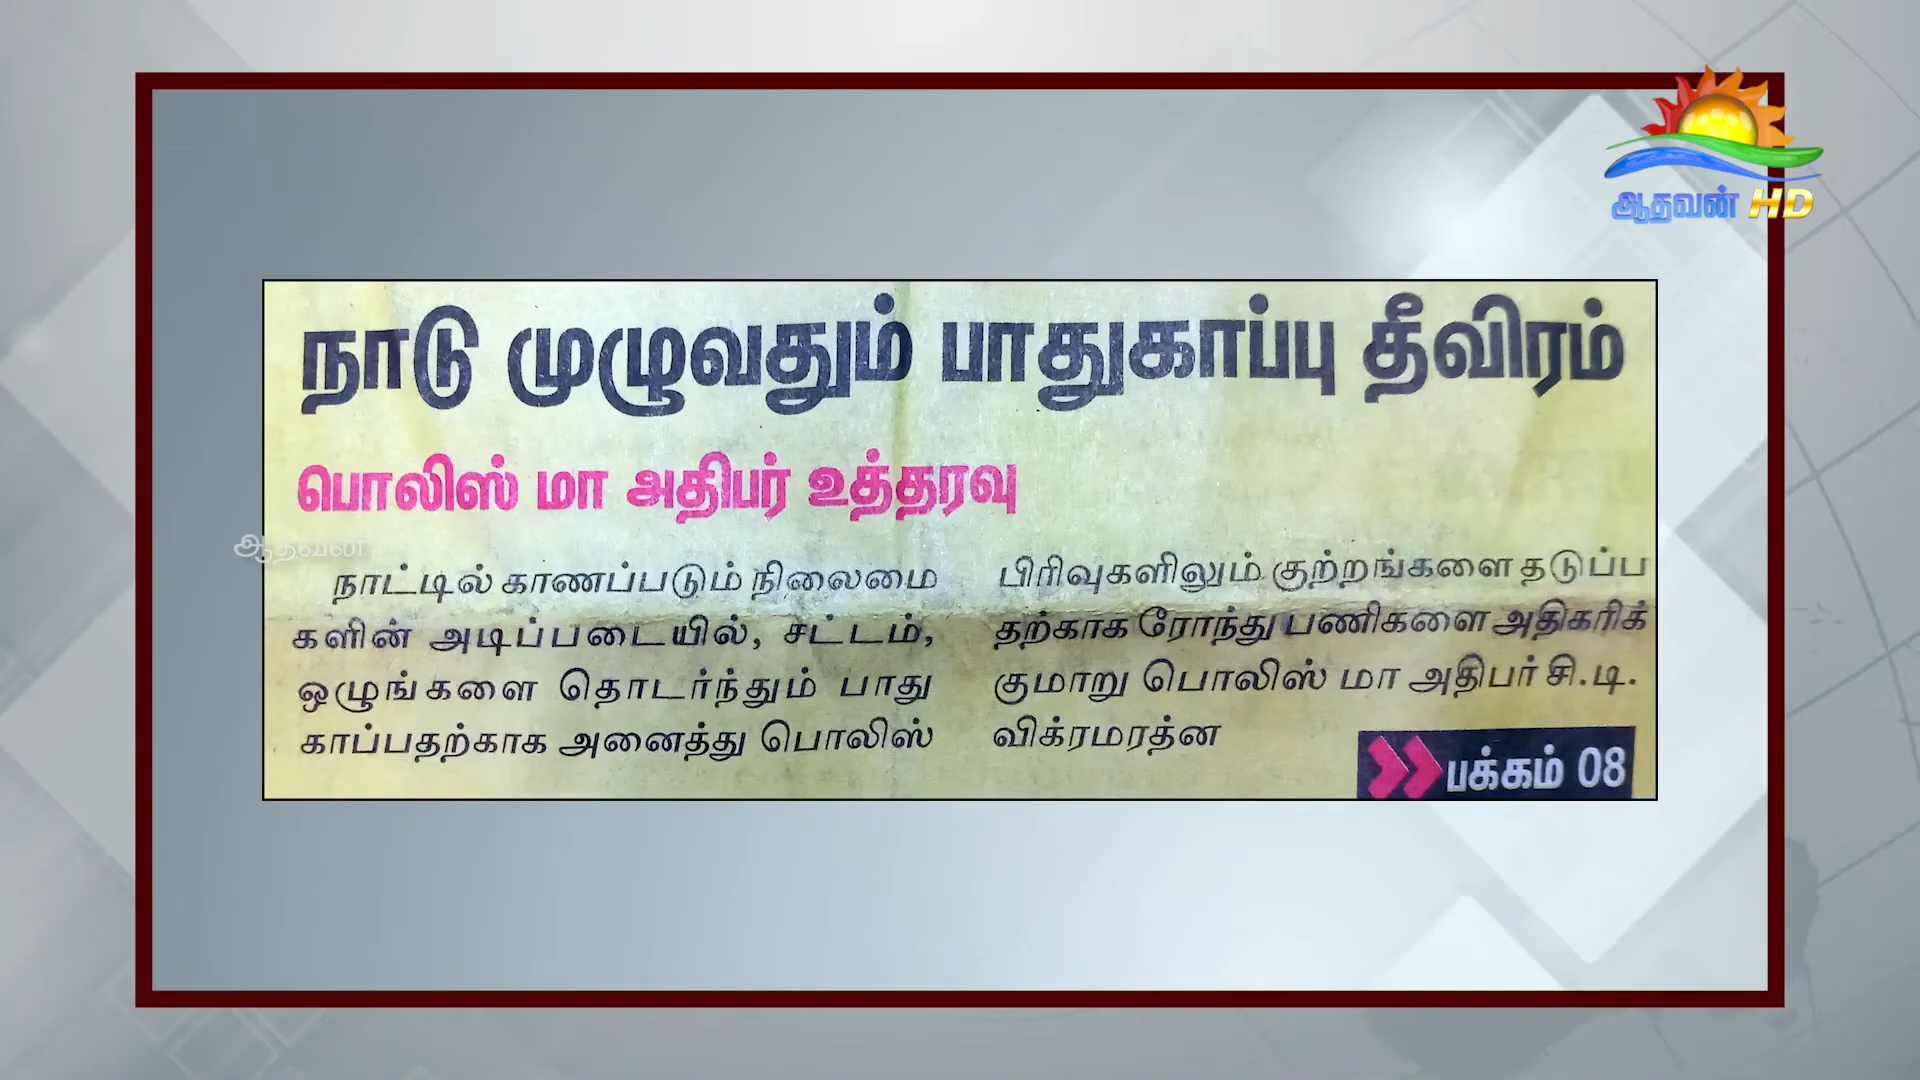 ஆதவன் HD
நாடு முழுவதும் பாதுகாப்பு தீவிரம்
பொலிஸ் மா அதிபர் உத்தரவு
ஆதவன்
நாட்டில் காணப்படும் நிலைமை
களின் அடிப்படையில், சட்டம்,
ஒழுங்களை தொடர்ந்தும் பாது
காப்பதற்காக அனைத்து பொலிஸ்
பிரிவுகளிலும் குற்றங்களை தடுப்ப
தற்காக ரோந்து பணிகளை அதிகரிக்
குமாறு பொலிஸ் மா அதிபர் சி.டி.
விக்ரமரத்ன
பக்கம் 08